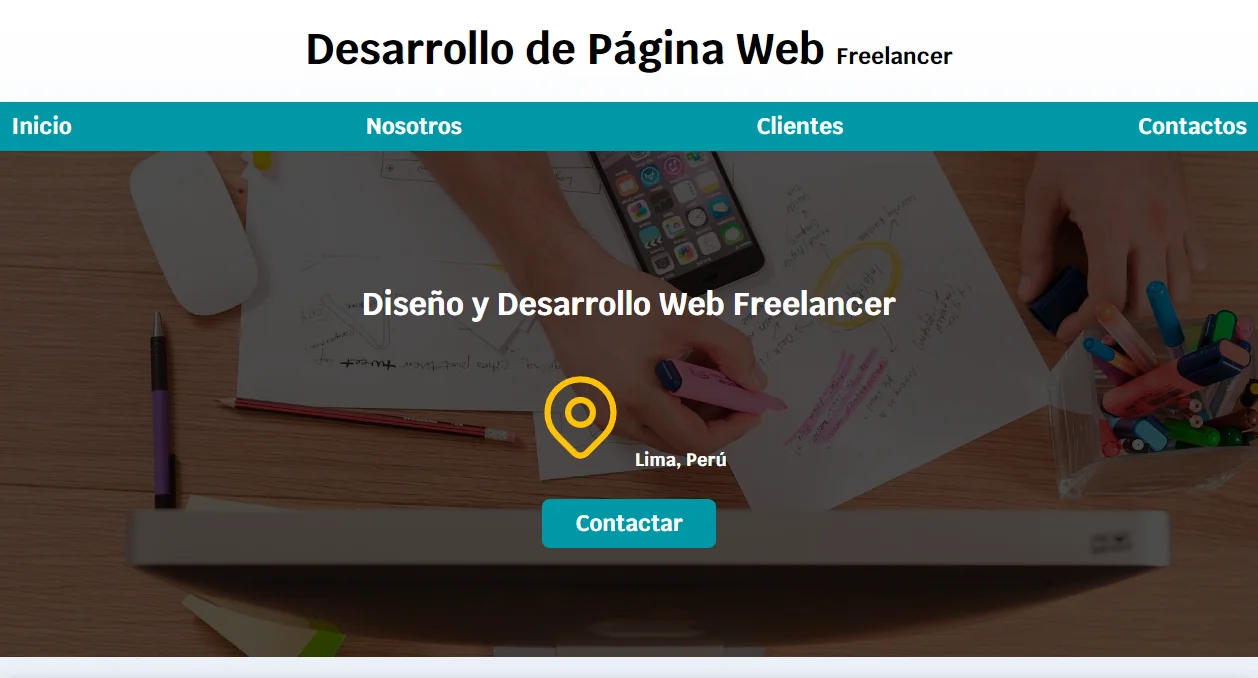 Desarrollo de Página Web Freelancer
Inicio Nosotros Clientes Contactos
Diseño y Desarrollo Web Freelancer
Lima, Perú
Contactar